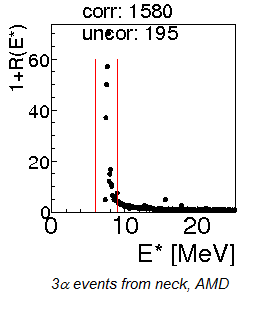 corr: 1580
uncor: 195
1+R(E*)
60
40
20
0
0
10
20
E* [MeV]
3α events from neck, AMD